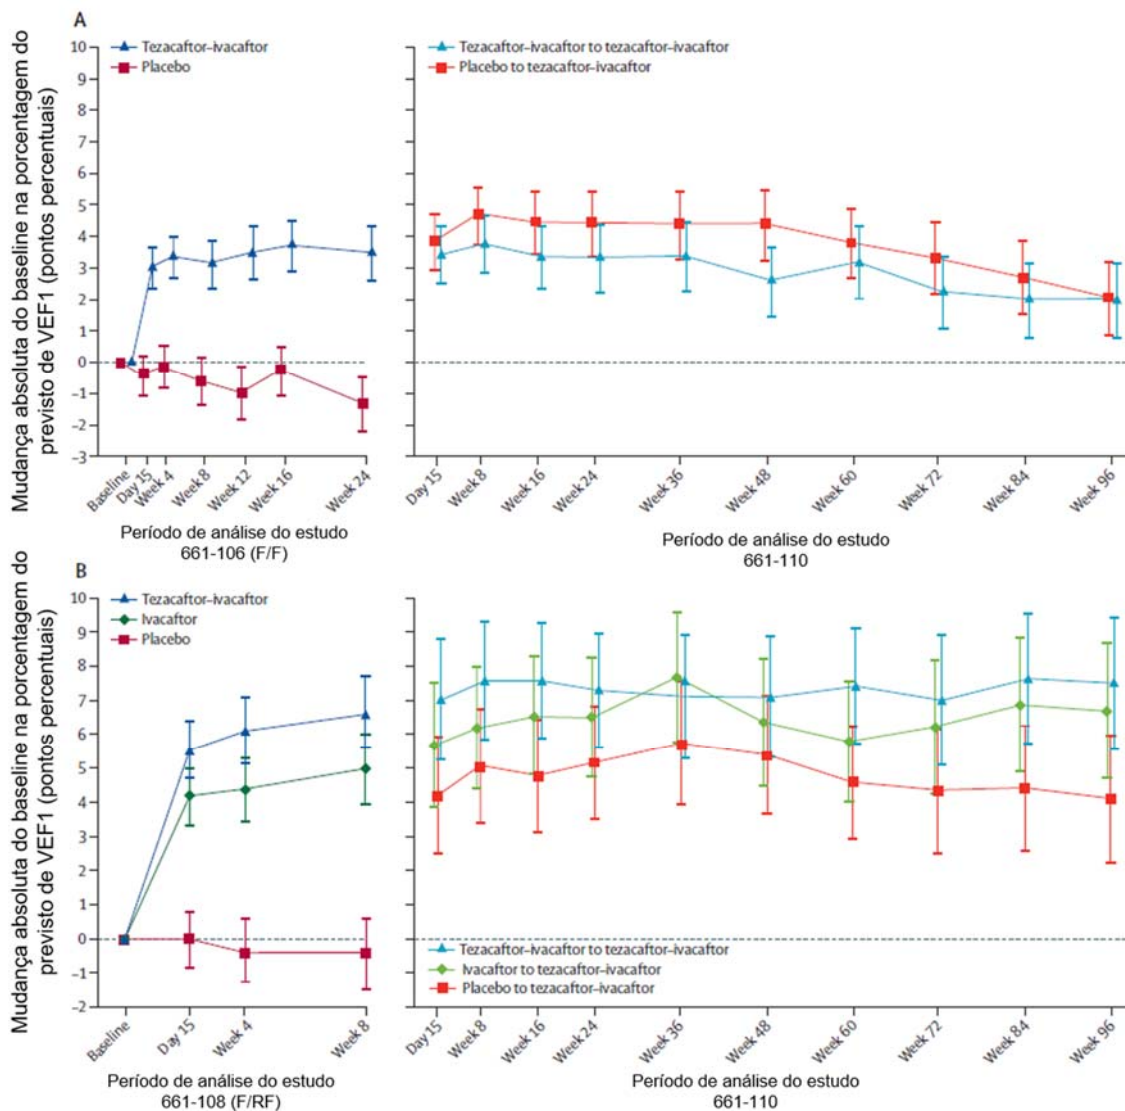 A
Mudança absoluta do baseline na porcentagem do
previsto de VEF1 (pontos percentuais)
10
9
8
7
6
5
4
3
2
1
0
−1
−2
−3
Tezacaftor–ivacaftor
Placebo
Tezacaftor–ivacaftor to tezacaftor–ivacaftor
Placebo to tezacaftor–ivacaftor
Baseline
Day 15
Week 4
Week 8
Week 12
Week 16
Week 24
Período de análise do estudo
661-106 (F/F)
Day 15
Week 8
Week 16
Week 24
Week 36
Week 48
Week 60
Week 72
Week 84
Week 96
Período de análise do estudo
661-110
B
Mudança absoluta do baseline na porcentagem do
previsto de VEF1 (pontos percentuais)
10
9
8
7
6
5
4
3
2
1
0
−1
−2
Tezacaftor–ivacaftor
Ivacaftor
Placebo
Tezacaftor–ivacaftor to tezacaftor–ivacaftor
Ivacaftor to tezacaftor–ivacaftor
Placebo to tezacaftor–ivacaftor
Baseline
Day 15
Week 4
Week 8
Período de análise do estudo
661-108 (F/RF)
Day 15
Week 8
Week 16
Week 24
Week 36
Week 48
Week 60
Week 72
Week 84
Week 96
Período de análise do estudo
661-110